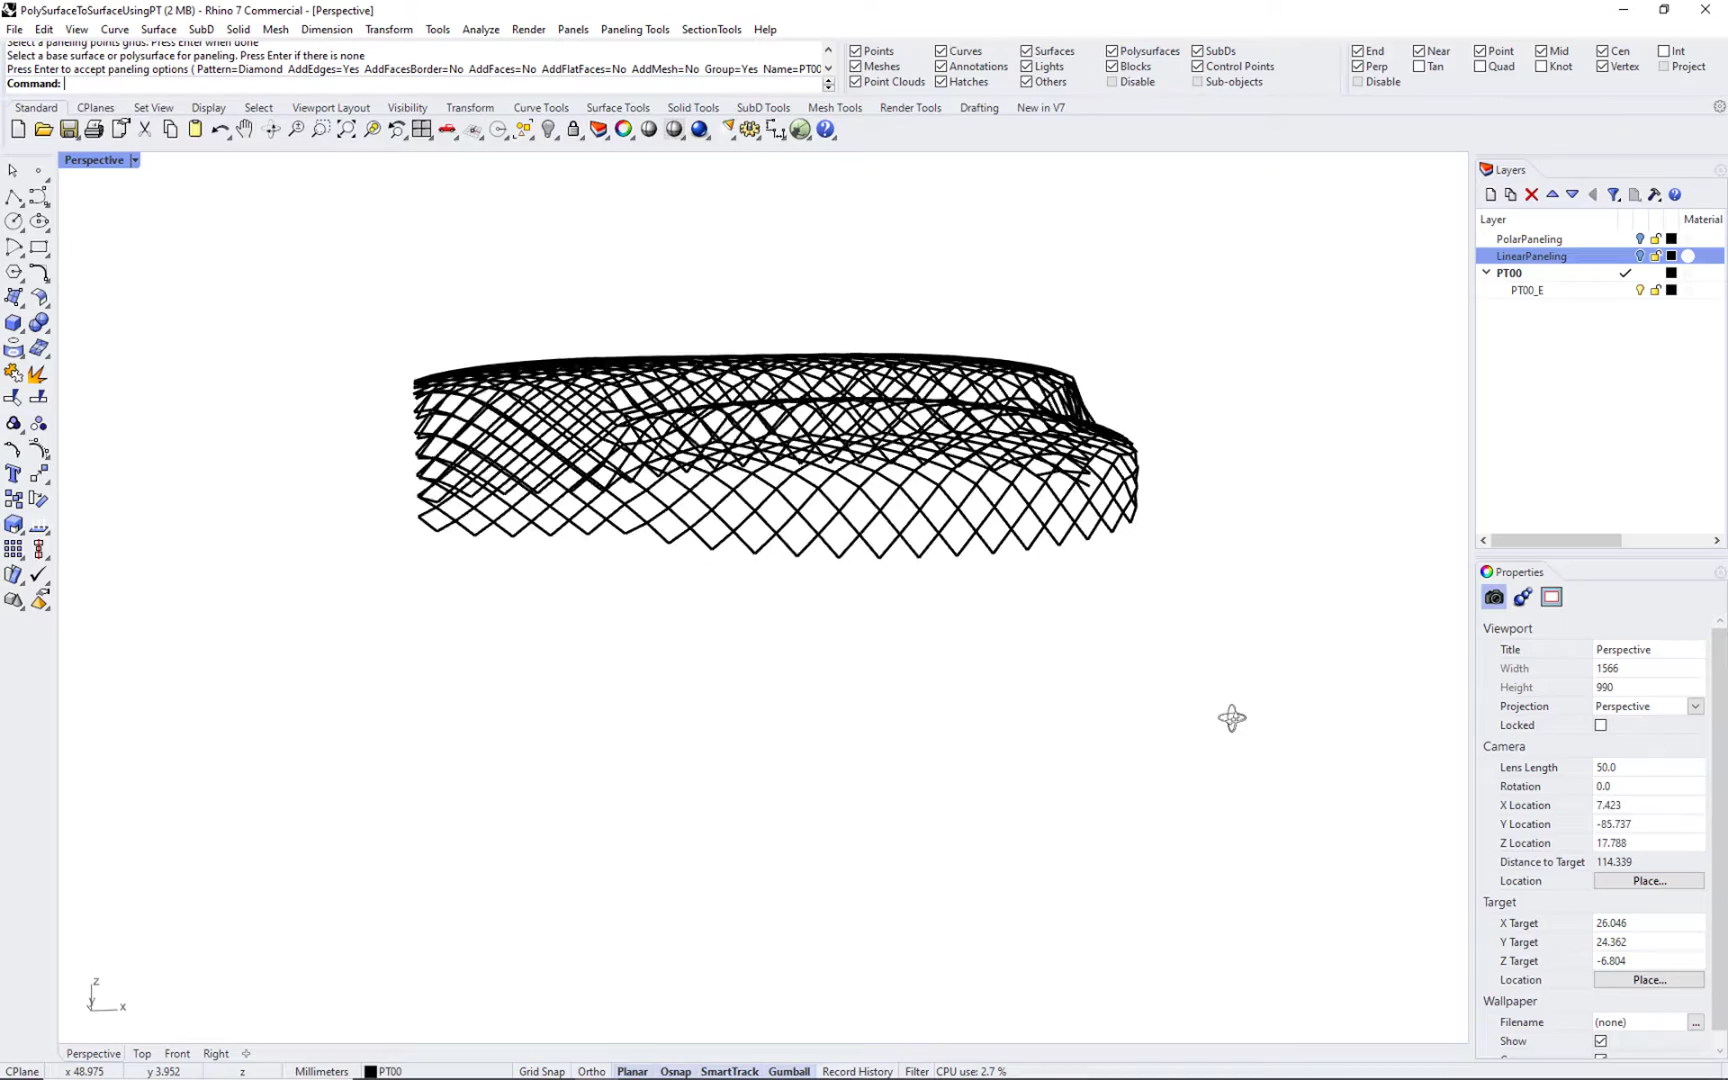 PolySurfaceToSurfaceUsingPT (2 MB) - Rhino 7 Commercial - [Perspective]
File Edit View Curve Surface SubD Solid Mesh Dimension Transform Tools Analyze Render Panels Paneling Tools SectionTools Help
Select a paneling points grids. Press Enter when done
Select a base surface or polysurface for paneling. Press Enter if there is none
Press Enter to accept paneling options ( Pattern=Diamond AddEdges=Yes AddFacesBorder=No AddFaces=No AddFlatFaces=No AddMesh=No Group=Yes Name=PT00
Command:
Points Curves Surfaces Polysurfaces SubDs End Near Point Mid Cen Int
Meshes Annotations Lights Blocks Control Points Perp Tan Quad Knot Vertex Project
Point Clouds Hatches Others Disable Sub-objects Disable
Standard CPlanes Set View Display Select Viewport Layout Visibility Transform Curve Tools Surface Tools Solid Tools SubD Tools Mesh Tools Render Tools Drafting New in V7
Perspective
Layers
Layer Material
PolarPaneling
LinearPaneling
PT00
PT00_E
Properties
Viewport
Title Perspective
Width 1566
Height 990
Projection Perspective
Locked
Camera
Lens Length 50.0
Rotation 0.0
X Location 7.423
Y Location -85.737
Z Location 17.788
Distance to Target 114.339
Location Place...
Target
X Target 26.046
Y Target 24.362
Z Target -6.804
Location Place...
Wallpaper
Filename (none) ...
Show
z
y x
Perspective Top Front Right
CPlane x 48.975 y 3.952 z Millimeters PT00 Grid Snap Ortho Planar Osnap SmartTrack Gumball Record History Filter CPU use: 2.7 %